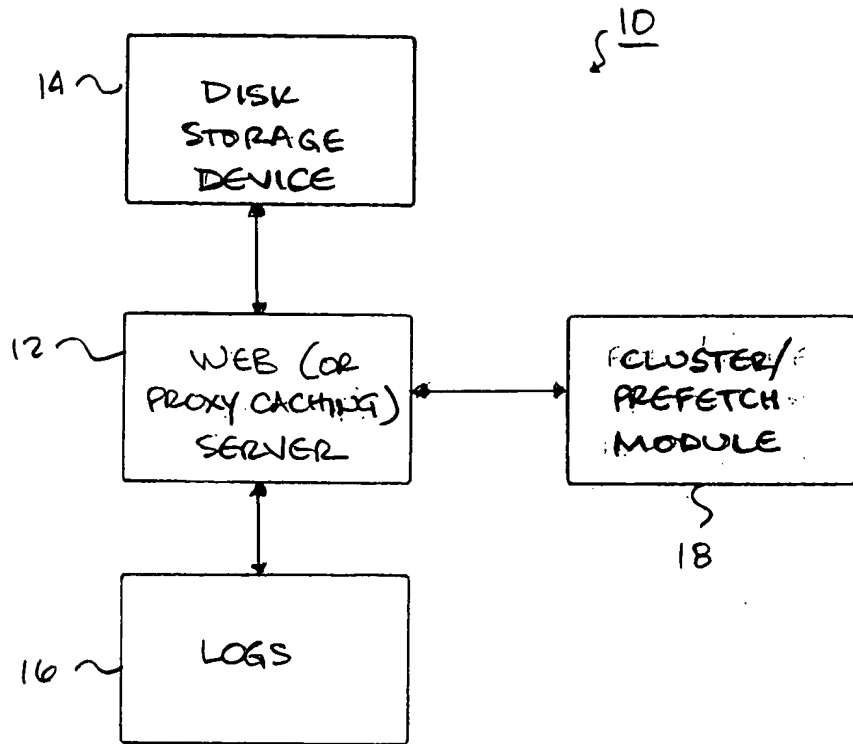 10
14
DISK
STORAGE
DEVICE
12
WEB (OR
PROXY CACHING)
SERVER
CLUSTER/
PREFETCH
MODULE
18
16
LOGS